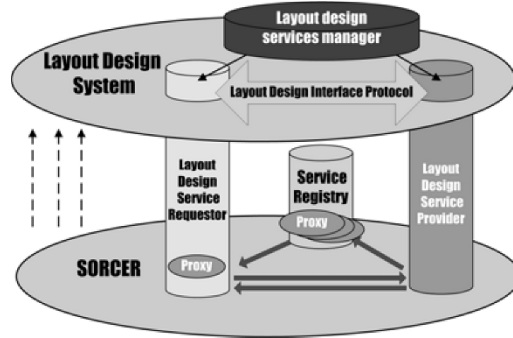 Layout design
services manager
Layout Design
System
Layout Design Interface Protocol
Layout
Design
Service
Requestor
Service
Registry
Proxy
Layout
Design
Service
Provider
SORCER
Proxy